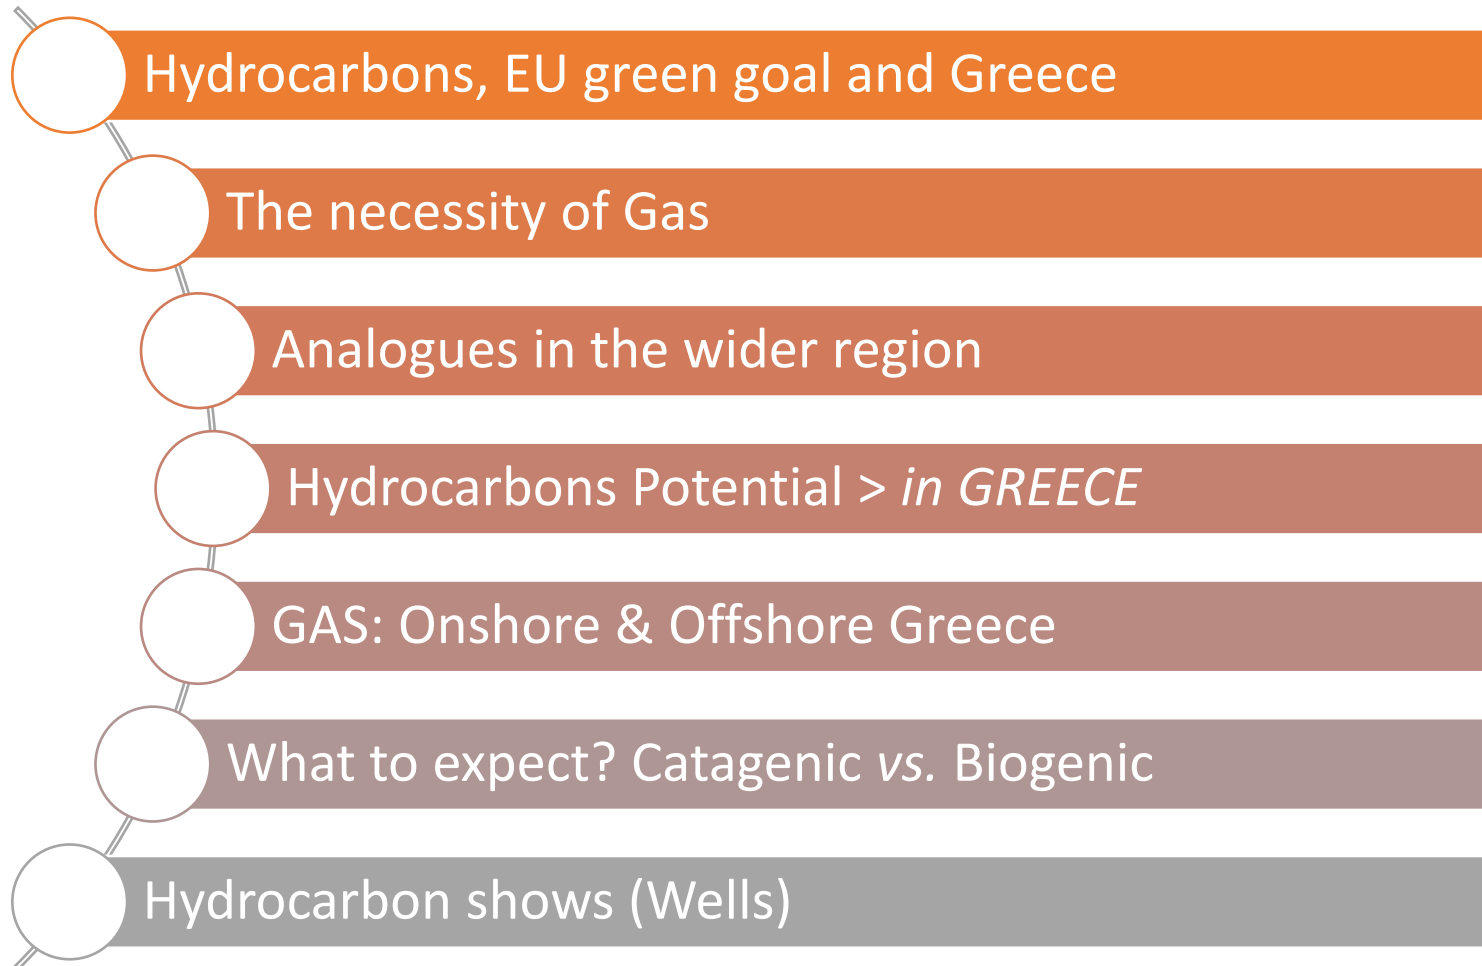 Hydrocarbons, EU green goal and Greece
The necessity of Gas
Analogues in the wider region
Hydrocarbons Potential > in GREECE
GAS: Onshore & Offshore Greece
What to expect? Catagenic vs. Biogenic
Hydrocarbon shows (Wells)